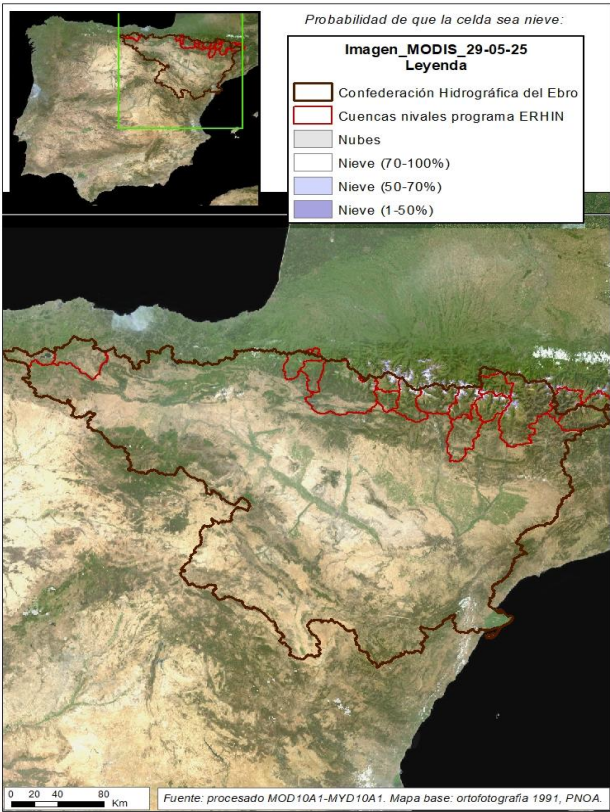 Probabilidad de que la celda sea nieve:
Imagen_MODIS_29-05-25
Leyenda
Confederación Hidrográfica del Ebro
Cuencas nivales programa ERHIN
Nubes
Nieve (70-100%)
Nieve (50-70%)
Nieve (1-50%)
0 20 40 80
Km
Fuente: procesado MOD10A1-MYD10A1. Mapa base: ortofotografía 1991, PNOA.